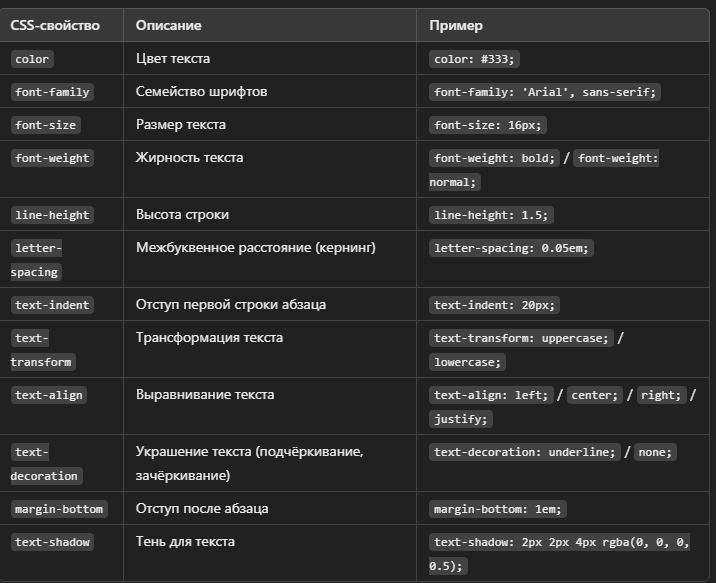 CSS-свойство Описание Пример
color Цвет текста color: #333;
font-family Семейство шрифтов font-family: 'Arial', sans-serif;
font-size Размер текста font-size: 16px;
font-weight Жирность текста font-weight: bold; / font-weight:
normal;
line-height Высота строки line-height: 1.5;
letter- Межбуквенное расстояние (кернинг) letter-spacing: 0.05em;
spacing
text-indent Отступ первой строки абзаца text-indent: 20px;
text- Трансформация текста text-transform: uppercase; /
transform lowercase;
text-align Выравнивание текста text-align: left; / center; / right; /
justify;
text- Украшение текста (подчёркивание, text-decoration: underline; / none;
decoration зачёркивание)
margin-bottom Отступ после абзаца margin-bottom: 1em;
text-shadow Тень для текста text-shadow: 2px 2px 4px rgba(0, 0, 0,
0.5);